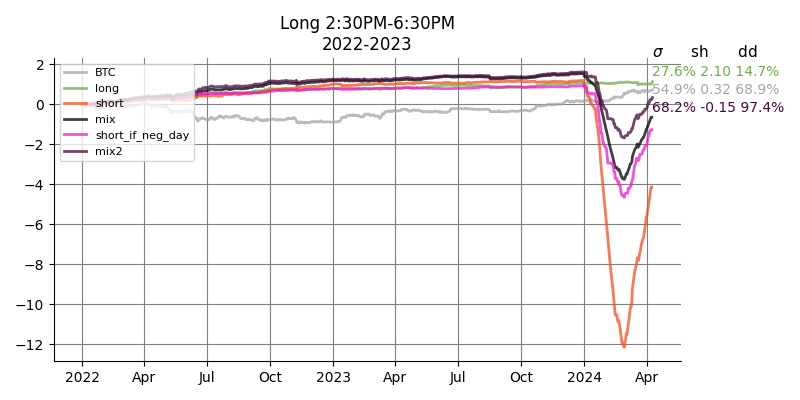 Long 2:30PM-6:30PM
2022-2023
σ sh dd
27.6% 2.10 14.7%
54.9% 0.32 68.9%
68.2% -0.15 97.4%
BTC
long
short
mix
short_if_neg_day
mix2
2
0
−2
−4
−6
−8
−10
−12
2022 Apr Jul Oct 2023 Apr Jul Oct 2024 Apr